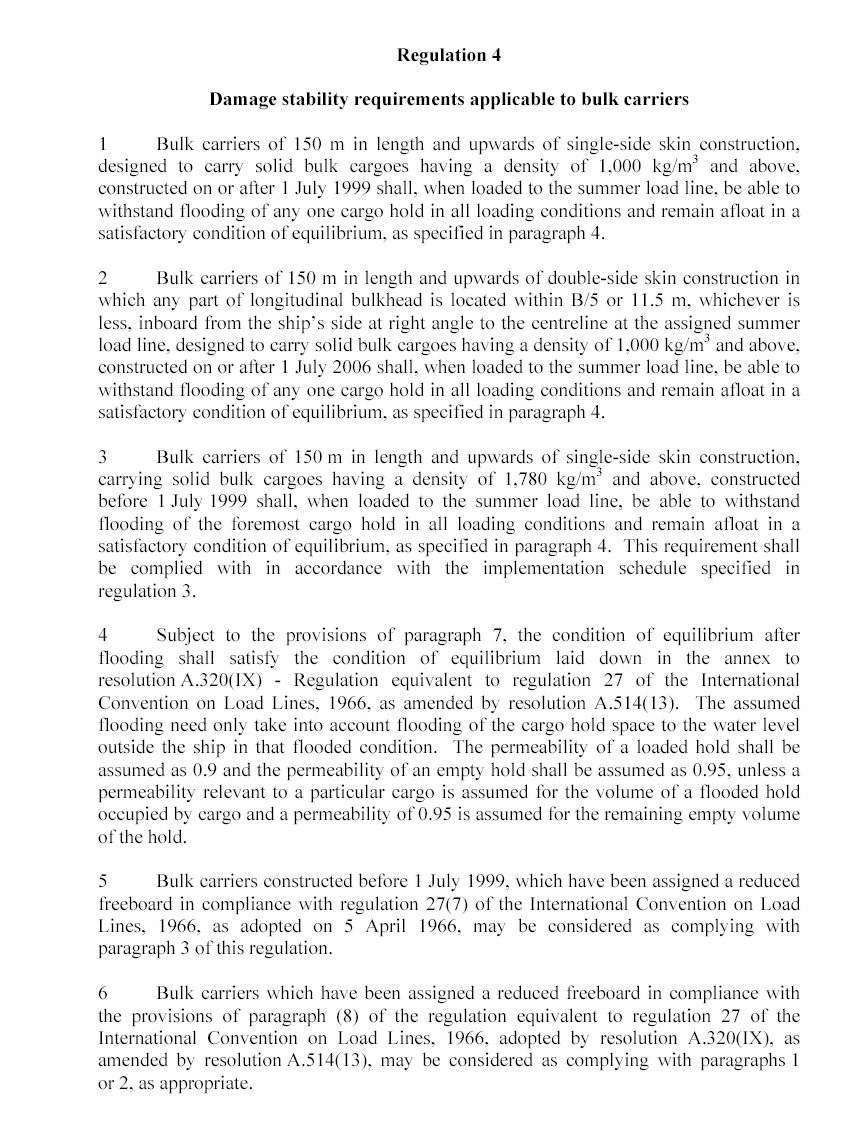 Regulation 4
Damage stability requirements applicable to bulk carriers
1 Bulk carriers of 150 m in length and upwards of single-side skin construction,
designed to carry solid bulk cargoes having a density of 1,000 kg/m³ and above,
constructed on or after 1 July 1999 shall, when loaded to the summer load line, be able to
withstand flooding of any one cargo hold in all loading conditions and remain afloat in a
satisfactory condition of equilibrium, as specified in paragraph 4.
2 Bulk carriers of 150 m in length and upwards of double-side skin construction in
which any part of longitudinal bulkhead is located within B/5 or 11.5 m, whichever is
less, inboard from the ship's side at right angle to the centreline at the assigned summer
load line, designed to carry solid bulk cargoes having a density of 1,000 kg/m³ and above,
constructed on or after 1 July 2006 shall, when loaded to the summer load line, be able to
withstand flooding of any one cargo hold in all loading conditions and remain afloat in a
satisfactory condition of equilibrium, as specified in paragraph 4.
3 Bulk carriers of 150 m in length and upwards of single-side skin construction,
carrying solid bulk cargoes having a density of 1,780 kg/m³ and above, constructed
before 1 July 1999 shall, when loaded to the summer load line, be able to withstand
flooding of the foremost cargo hold in all loading conditions and remain afloat in a
satisfactory condition of equilibrium, as specified in paragraph 4. This requirement shall
be complied with in accordance with the implementation schedule specified in
regulation 3.
4 Subject to the provisions of paragraph 7, the condition of equilibrium after
flooding shall satisfy the condition of equilibrium laid down in the annex to
resolution A.320(IX) - Regulation equivalent to regulation 27 of the International
Convention on Load Lines, 1966, as amended by resolution A.514(13). The assumed
flooding need only take into account flooding of the cargo hold space to the water level
outside the ship in that flooded condition. The permeability of a loaded hold shall be
assumed as 0.9 and the permeability of an empty hold shall be assumed as 0.95, unless a
permeability relevant to a particular cargo is assumed for the volume of a flooded hold
occupied by cargo and a permeability of 0.95 is assumed for the remaining empty volume
of the hold.
5 Bulk carriers constructed before 1 July 1999, which have been assigned a reduced
freeboard in compliance with regulation 27(7) of the International Convention on Load
Lines, 1966, as adopted on 5 April 1966, may be considered as complying with
paragraph 3 of this regulation.
6 Bulk carriers which have been assigned a reduced freeboard in compliance with
the provisions of paragraph (8) of the regulation equivalent to regulation 27 of the
International Convention on Load Lines, 1966, adopted by resolution A.320(IX), as
amended by resolution A.514(13), may be considered as complying with paragraphs 1
or 2, as appropriate.